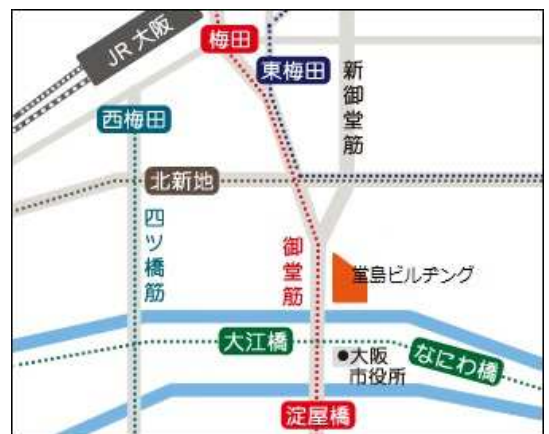 JR 大阪
梅田
東梅田
新御堂筋
西梅田
北新地
四ツ橋筋
御堂筋
堂島ビルヂング
大江橋
なにわ橋
●大阪
市役所
淀屋橋